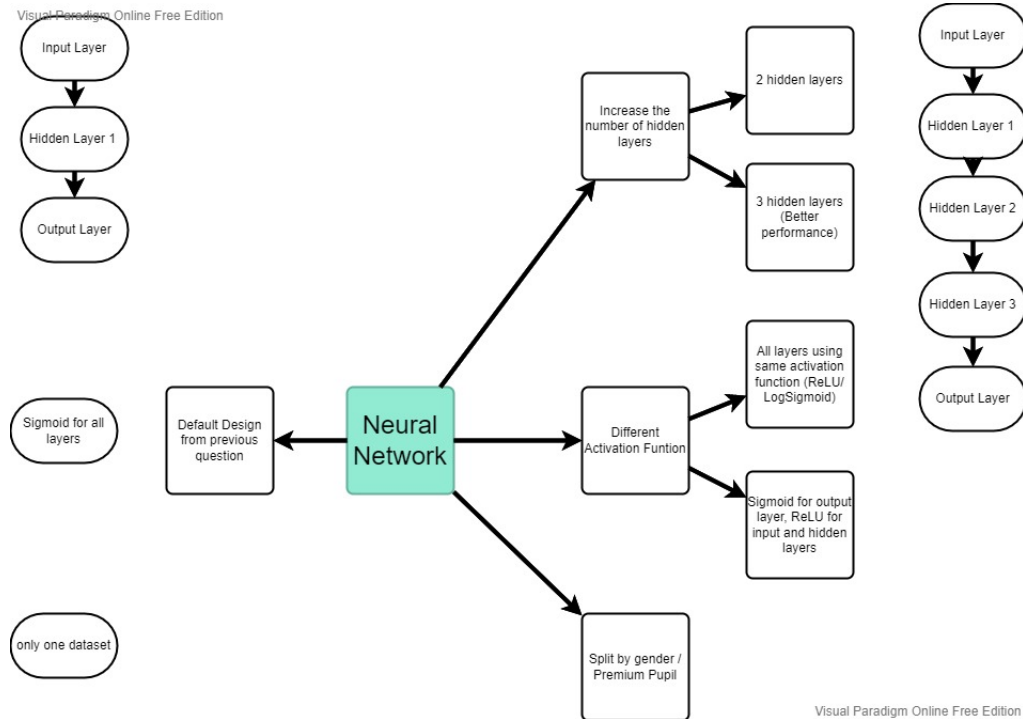 Visual Paradigm Online Free Edition
Input Layer
Hidden Layer 1
Output Layer
Sigmoid for all
layers
only one dataset
Default Design
from previous
question
Neural
Network
Increase the
number of hidden
layers
2 hidden layers
3 hidden layers
(Better
performance)
Different
Activation Funtion
All layers using
same activation
function (ReLU/
LogSigmoid)
Sigmoid for output
layer, ReLU for
input and hidden
layers
Split by gender /
Premium Pupil
Input Layer
Hidden Layer 1
Hidden Layer 2
Hidden Layer 3
Output Layer
Visual Paradigm Online Free Edition